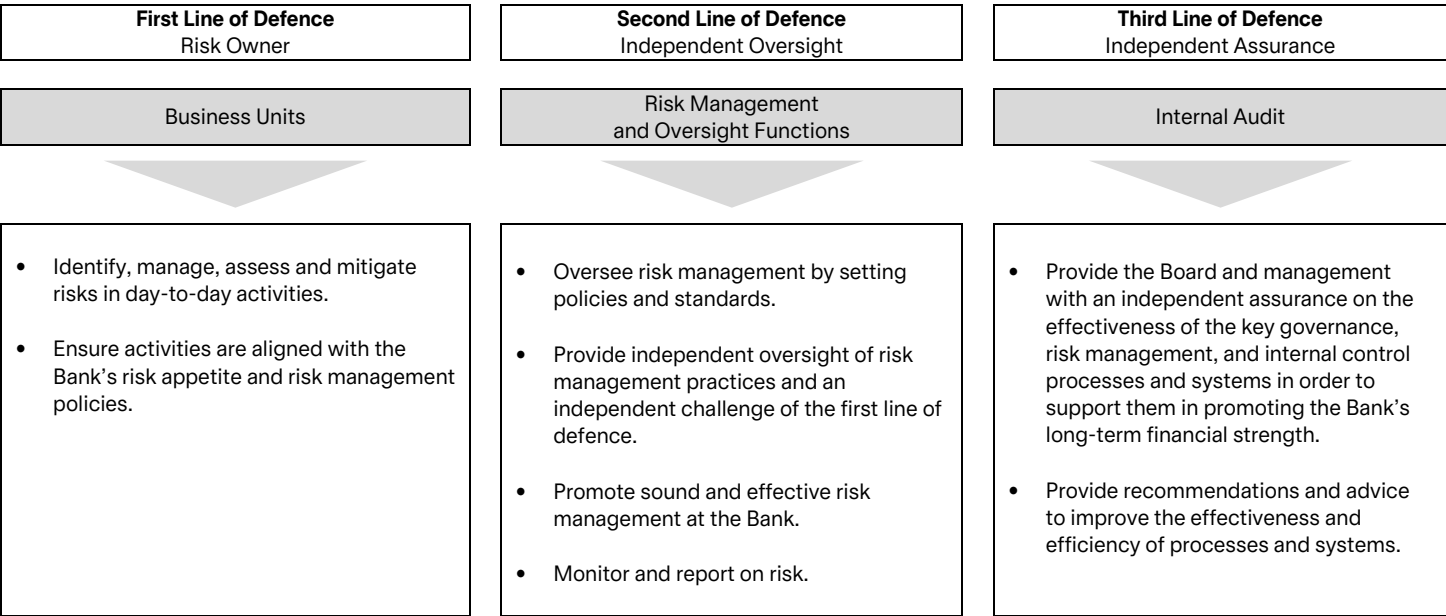 First Line of Defence
Risk Owner
Second Line of Defence
Independent Oversight
Third Line of Defence
Independent Assurance
Business Units
Risk Management
and Oversight Functions
Internal Audit
• Identify, manage, assess and mitigate
risks in day-to-day activities.
• Ensure activities are aligned with the
Bank's risk appetite and risk management
policies.
• Oversee risk management by setting
policies and standards.
• Provide independent oversight of risk
management practices and an
independent challenge of the first line of
defence.
• Promote sound and effective risk
management at the Bank.
• Monitor and report on risk.
• Provide the Board and management
with an independent assurance on the
effectiveness of the key governance,
risk management, and internal control
processes and systems in order to
support them in promoting the Bank's
long-term financial strength.
• Provide recommendations and advice
to improve the effectiveness and
efficiency of processes and systems.